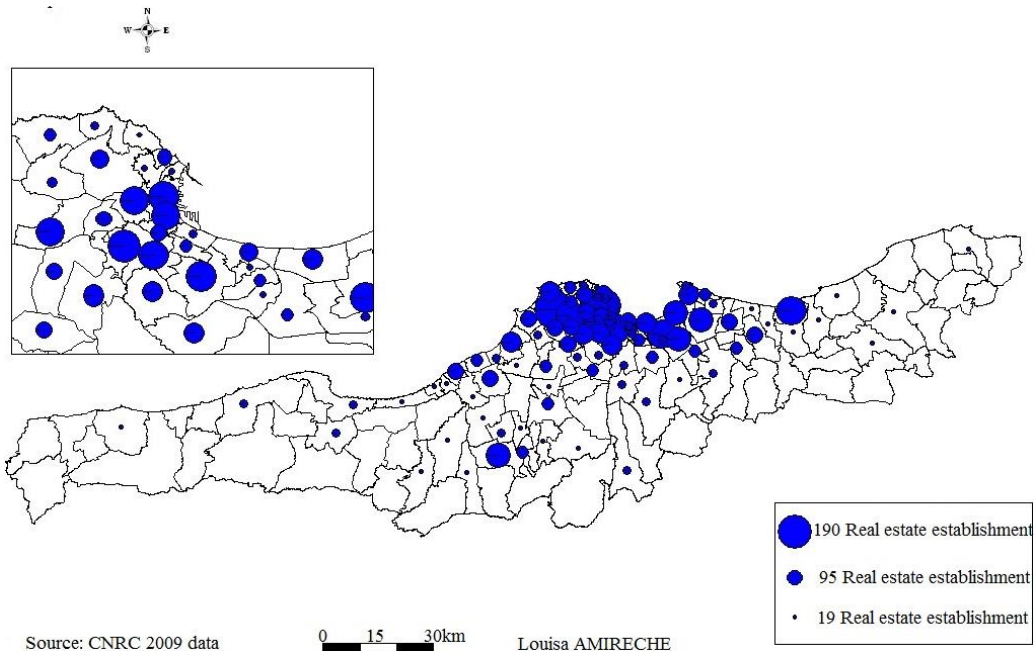 N
W E
S
190 Real estate establishment
95 Real estate establishment
19 Real estate establishment
Source: CNRC 2009 data
0 15 30km
Louisa AMIRECHE